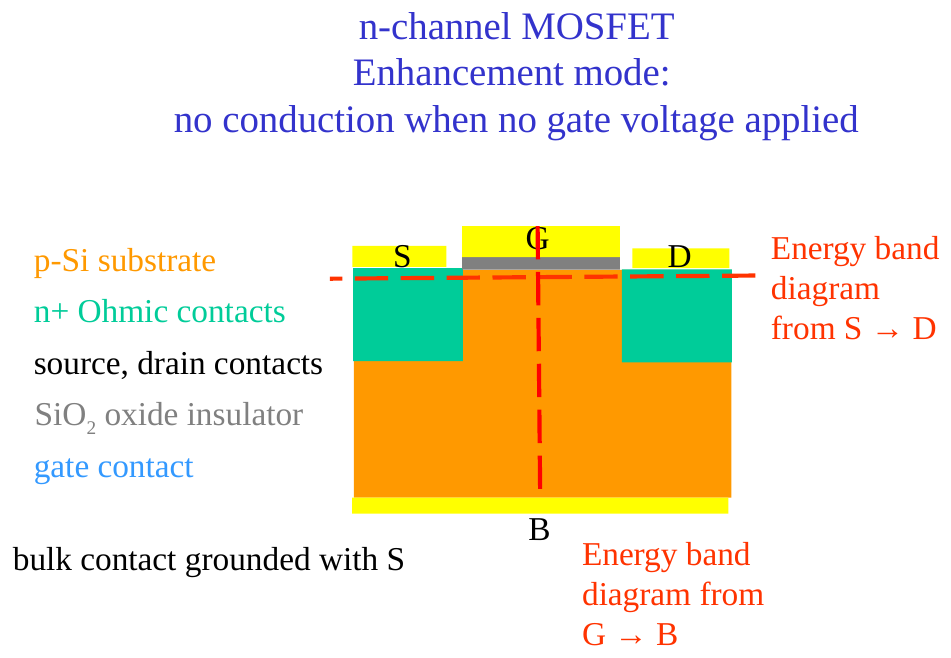 n-channel MOSFET
Enhancement mode:
no conduction when no gate voltage applied
G
S
D
p-Si substrate
n+ Ohmic contacts
source, drain contacts
SiO2 oxide insulator
gate contact
Energy band
diagram
from S → D
B
bulk contact grounded with S
Energy band
diagram from
G → B